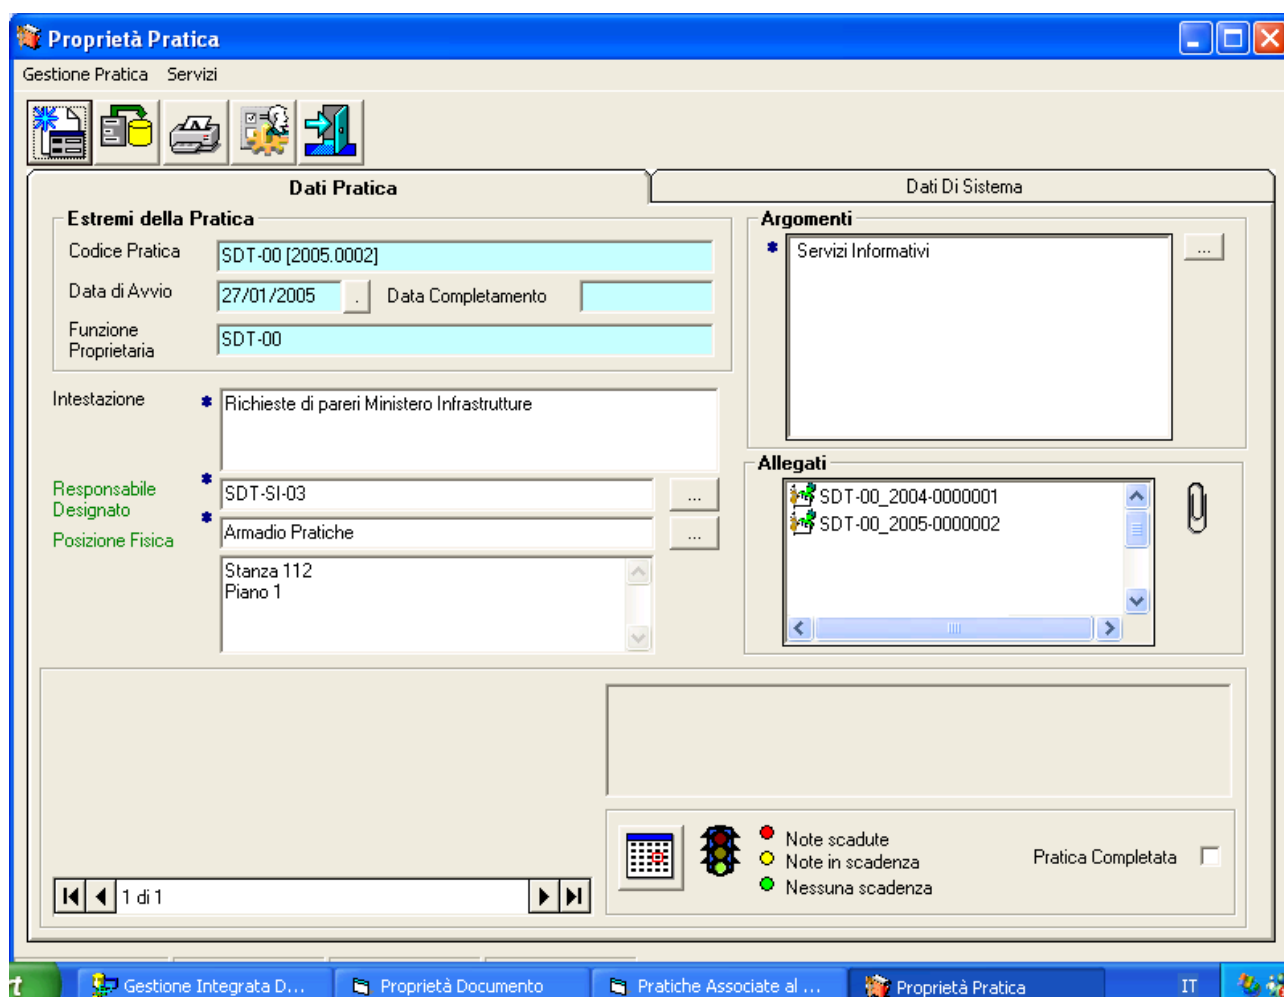 Proprietà Pratica
Gestione Pratica Servizi
Dati Pratica
Dati Di Sistema
Estremi della Pratica
Codice Pratica
SDT-00 [2005.0002]
Data di Avvio
27/01/2005
.
Data Completamento
Funzione
Proprietaria
SDT-00
Argomenti
* Servizi Informativi
...
Intestazione
* Richieste di pareri Ministero Infrastrutture
Responsabile
Designato
* SDT-SI-03
...
Posizione Fisica
* Armadio Pratiche
...
Stanza 112
Piano 1
Allegati
SDT-00_2004-0000001
SDT-00_2005-0000002
1 di 1
Note scadute
Note in scadenza
Nessuna scadenza
Pratica Completata
rt
Gestione Integrata D...
Proprietà Documento
Pratiche Associate al ...
Proprietà Pratica
IT